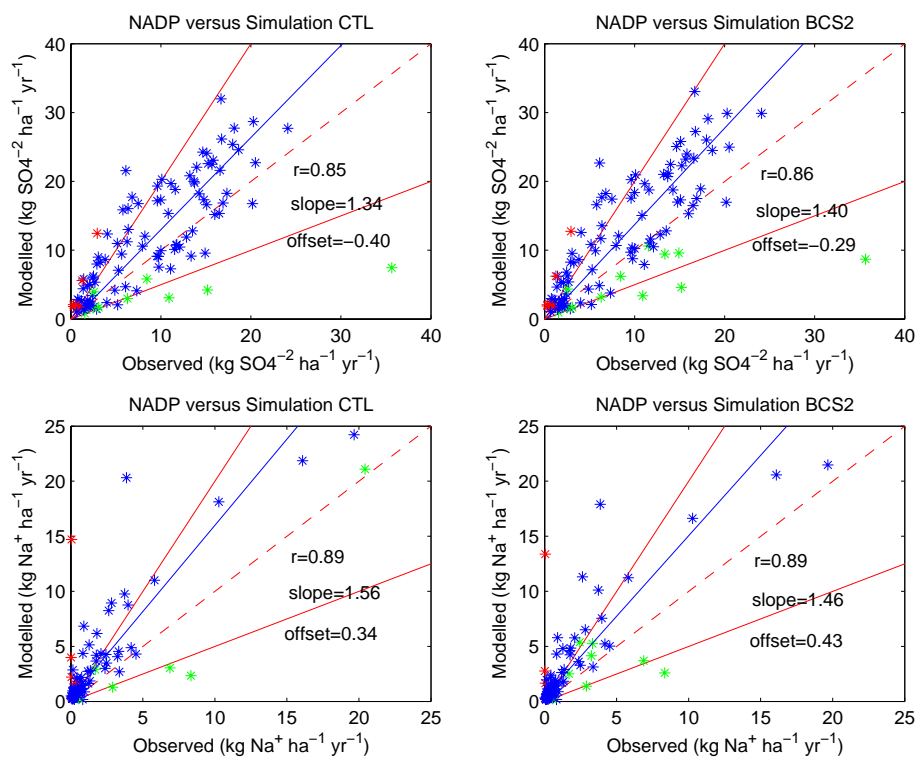 NADP versus Simulation CTL
Modelled (kg SO4⁻² ha⁻¹ yr⁻¹)
40
30
20
10
0
r=0.85
slope=1.34
offset=−0.40
0 10 20 30 40
Observed (kg SO4⁻² ha⁻¹ yr⁻¹)
NADP versus Simulation BCS2
Modelled (kg SO4⁻² ha⁻¹ yr⁻¹)
40
30
20
10
0
r=0.86
slope=1.40
offset=−0.29
0 10 20 30 40
Observed (kg SO4⁻² ha⁻¹ yr⁻¹)
NADP versus Simulation CTL
Modelled (kg Na⁺ ha⁻¹ yr⁻¹)
25
20
15
10
5
0
r=0.89
slope=1.56
offset=0.34
0 5 10 15 20 25
Observed (kg Na⁺ ha⁻¹ yr⁻¹)
NADP versus Simulation BCS2
Modelled (kg Na⁺ ha⁻¹ yr⁻¹)
25
20
15
10
5
0
r=0.89
slope=1.46
offset=0.43
0 5 10 15 20 25
Observed (kg Na⁺ ha⁻¹ yr⁻¹)